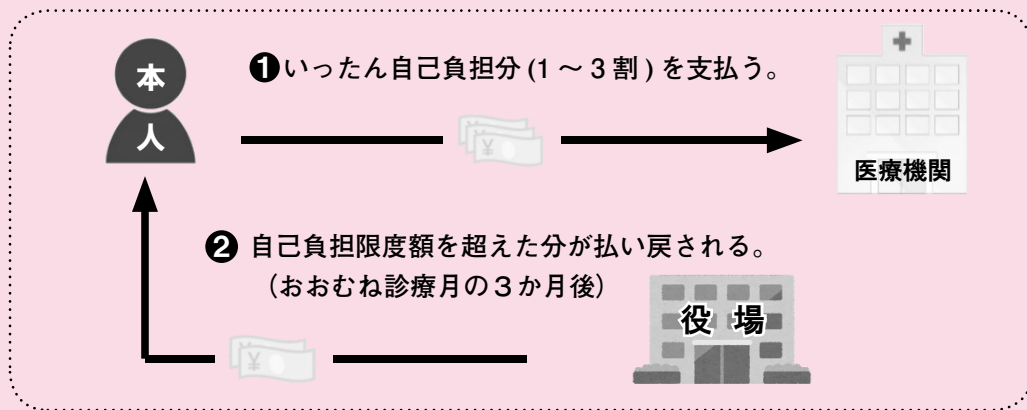 ❶いったん自己負担分(1～3割)を支払う。
本
人
医療機関
❷ 自己負担限度額を超えた分が払い戻される。
（おおむね診療月の３か月後）
役 場
¥
¥